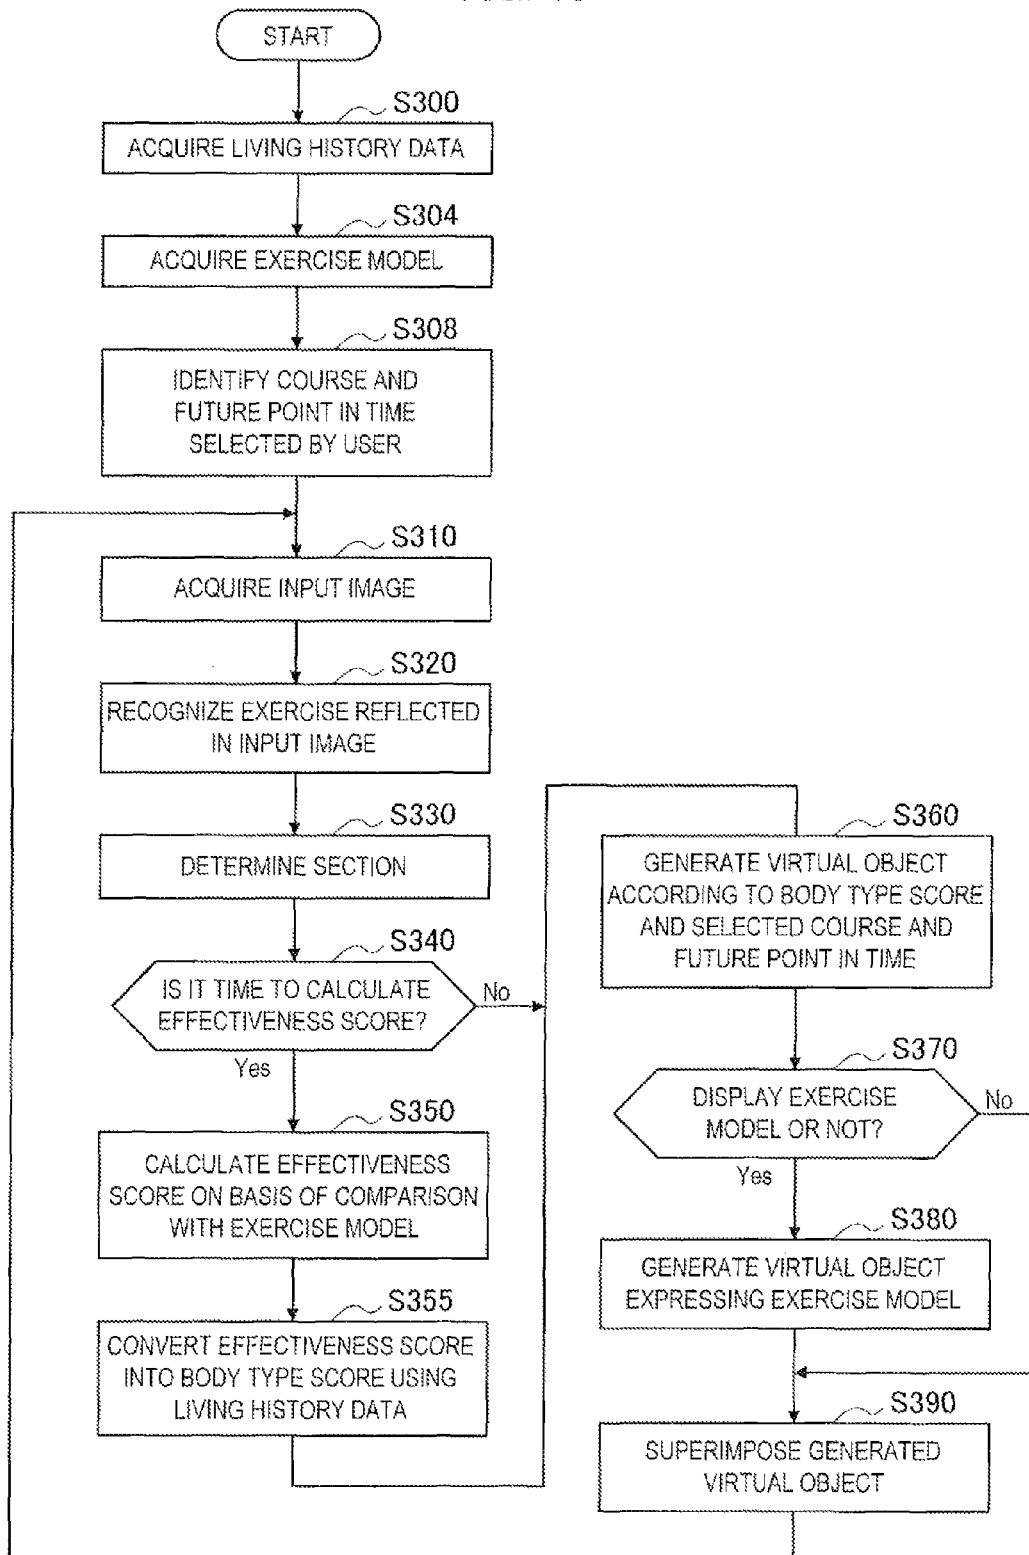 START
S300
ACQUIRE LIVING HISTORY DATA
S304
ACQUIRE EXERCISE MODEL
S308
IDENTIFY COURSE AND
FUTURE POINT IN TIME
SELECTED BY USER
S310
ACQUIRE INPUT IMAGE
S320
RECOGNIZE EXERCISE REFLECTED
IN INPUT IMAGE
S330
DETERMINE SECTION
S340
IS IT TIME TO CALCULATE
EFFECTIVENESS SCORE?
No
Yes
S350
CALCULATE EFFECTIVENESS
SCORE ON BASIS OF COMPARISON
WITH EXERCISE MODEL
S355
CONVERT EFFECTIVENESS SCORE
INTO BODY TYPE SCORE USING
LIVING HISTORY DATA
S360
GENERATE VIRTUAL OBJECT
ACCORDING TO BODY TYPE SCORE
AND SELECTED COURSE AND
FUTURE POINT IN TIME
S370
DISPLAY EXERCISE
MODEL OR NOT?
No
Yes
S380
GENERATE VIRTUAL OBJECT
EXPRESSING EXERCISE MODEL
S390
SUPERIMPOSE GENERATED
VIRTUAL OBJECT